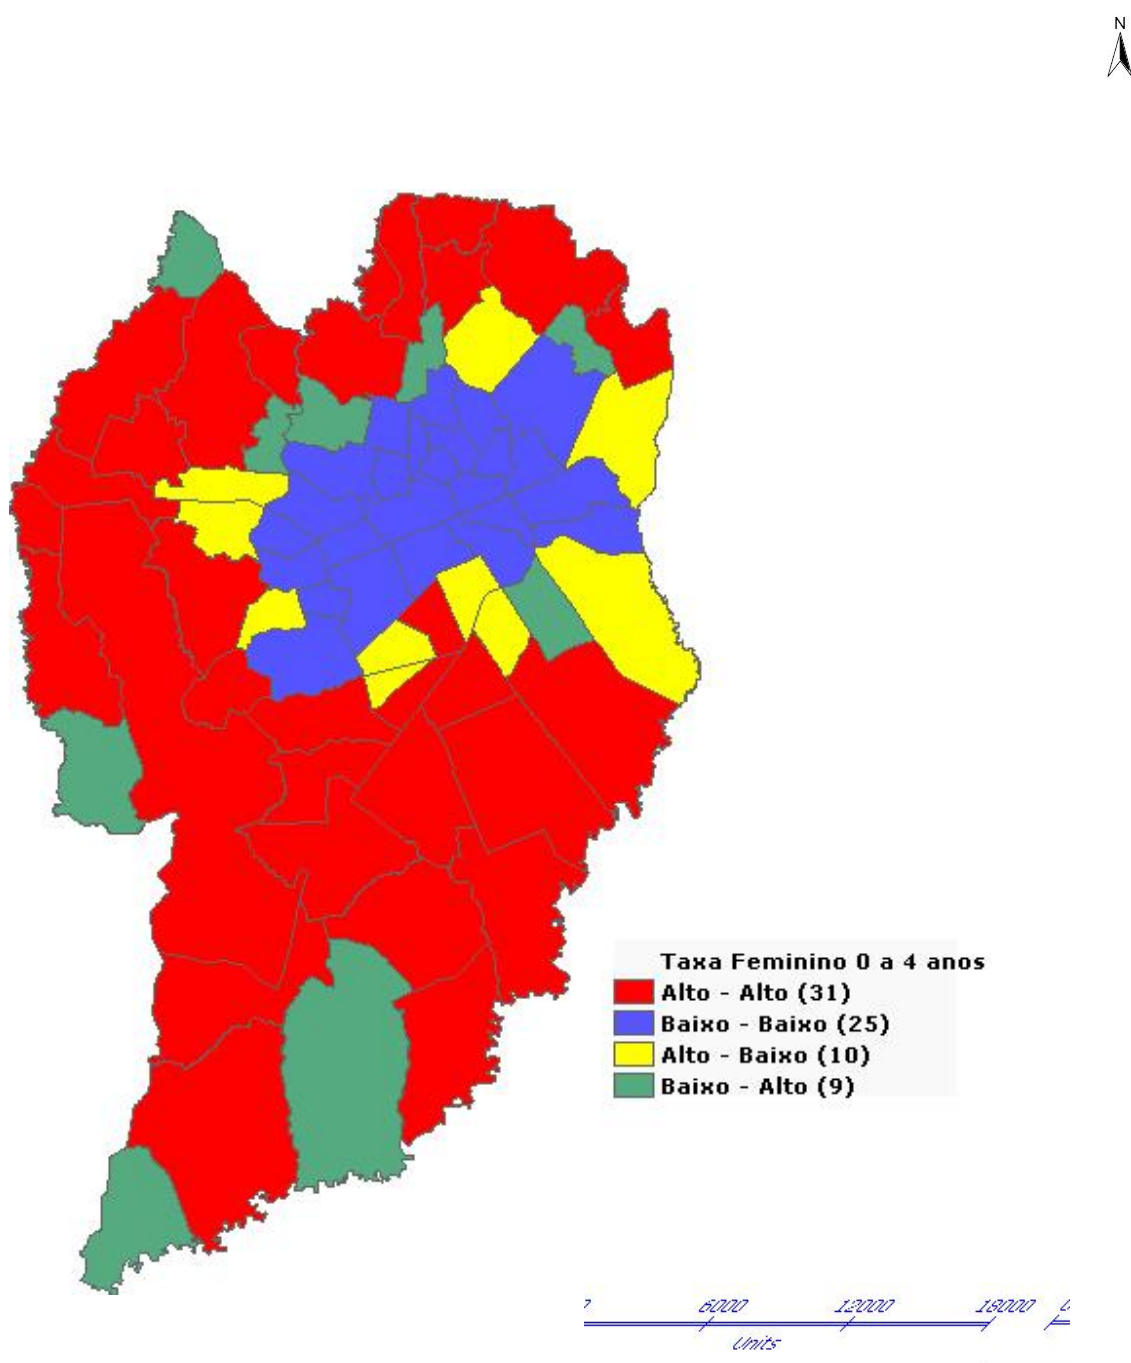 N
Taxa Feminino 0 a 4 anos
Alto - Alto (31)
Baixo - Baixo (25)
Alto - Baixo (10)
Baixo - Alto (9)
6000 12000 18000
Units